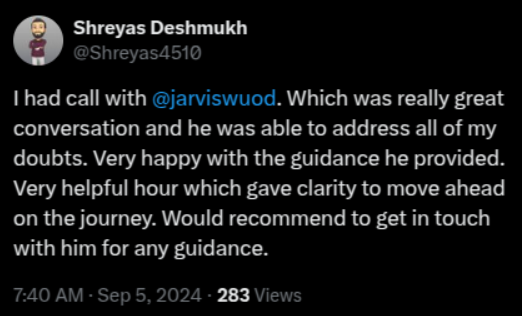 Shreyas Deshmukh
@Shreyas4510
I had call with @jarviswuod. Which was really great
conversation and he was able to address all of my
doubts. Very happy with the guidance he provided.
Very helpful hour which gave clarity to move ahead
on the journey. Would recommend to get in touch
with him for any guidance.
7:40 AM · Sep 5, 2024 · 283 Views